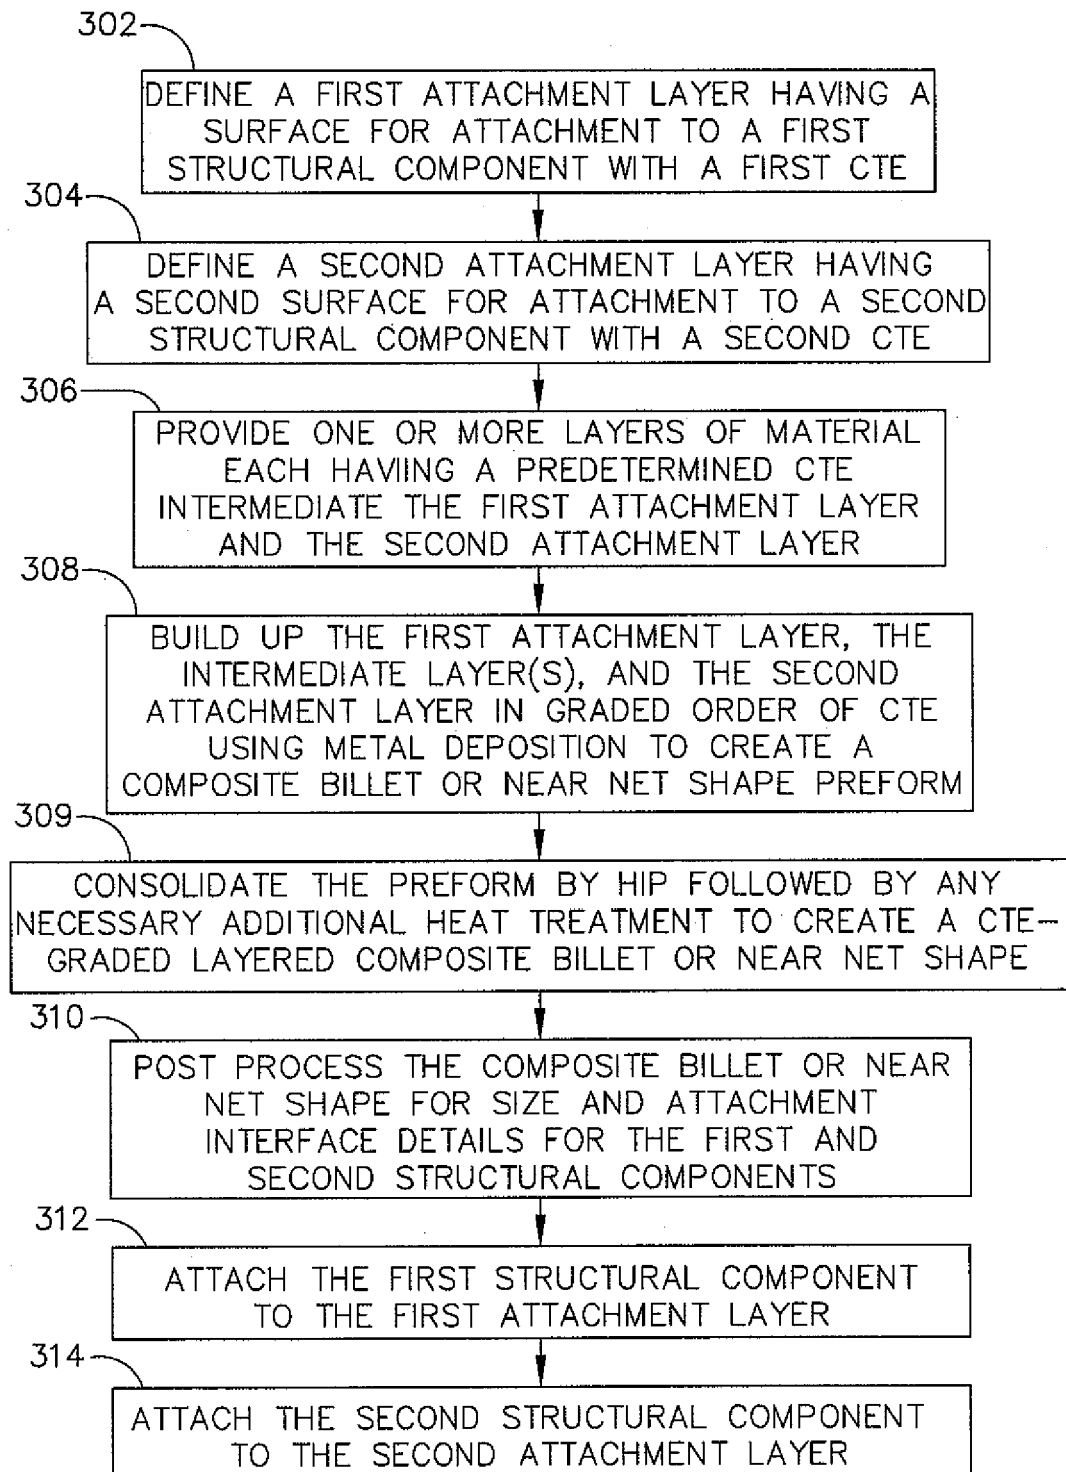 302
DEFINE A FIRST ATTACHMENT LAYER HAVING A
SURFACE FOR ATTACHMENT TO A FIRST
STRUCTURAL COMPONENT WITH A FIRST CTE
304
DEFINE A SECOND ATTACHMENT LAYER HAVING
A SECOND SURFACE FOR ATTACHMENT TO A SECOND
STRUCTURAL COMPONENT WITH A SECOND CTE
306
PROVIDE ONE OR MORE LAYERS OF MATERIAL
EACH HAVIING A PREDETERMINED CTE
INTERMEDIATE THE FIRST ATTACHMENT LAYER
AND THE SECOND ATTACHMENT LAYER
308
BUILD UP THE FIRST ATTACHMENT LAYER, THE
INTERMEDIATE LAYER(S), AND THE SECOND
ATTACHMENT LAYER IN GRADED ORDER OF CTE
USING METAL DEPOSITION TO CREATE A
COMPOSITE BILLET OR NEAR NET SHAPE PREFORM
309
CONSOLIDATE THE PREFORM BY HIP FOLLOWED BY ANY
NECESSARY ADDITIONAL HEAT TREATMENT TO CREATE A CTE-
GRADED LAYERED COMPOSITE BILLET OR NEAR NET SHAPE
310
POST PROCESS THE COMPOSITE BILLET OR NEAR
NET SHAPE FOR SIZE AND ATTACHMENT
INTERFACE DETAILS FOR THE FIRST AND
SECOND STRUCTURAL COMPONENTS
312
ATTACH THE FIRST STRUCTURAL COMPONENT
TO THE FIRST ATTACHMENT LAYER
314
ATTACH THE SECOND STRUCTURAL COMPONENT
TO THE SECOND ATTACHMENT LAYER